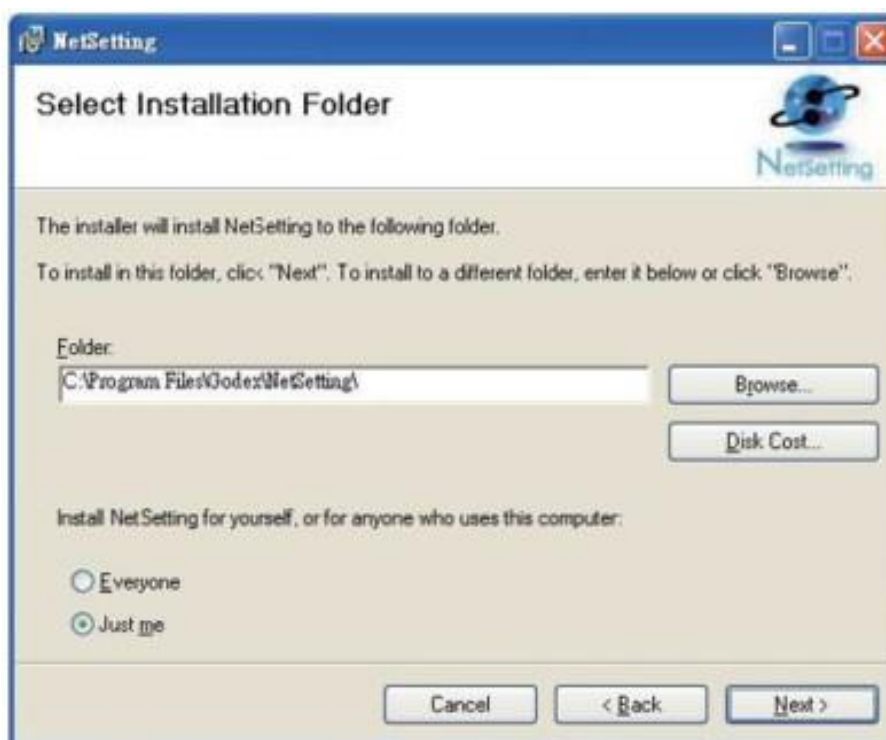 NetSetting
Select Installation Folder
NetSetting
The installer will install NetSetting to the following folder.
To install in this folder, click "Next". To install to a different folder, enter it below or click "Browse".
Folder:
C:\Program Files\Godex\NetSetting\
Browse...
Disk Cost...
Install NetSetting for yourself, or for anyone who uses this computer:
Everyone
Just me
Cancel
< Back
Next >